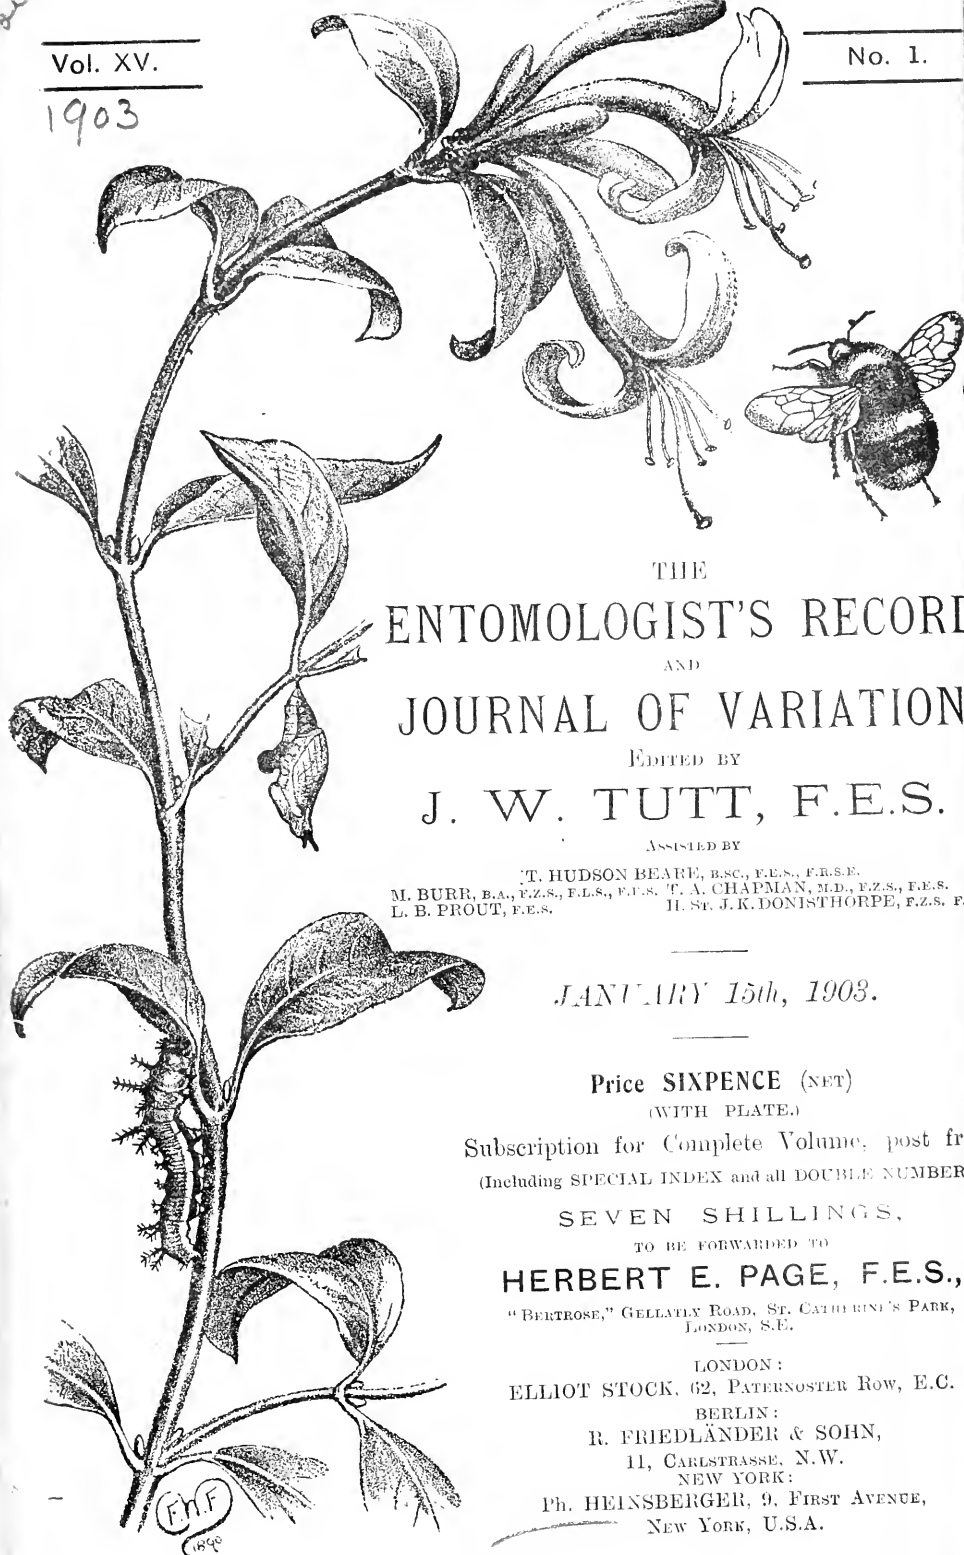 Vol. XV.
No. 1.
1903
THE
ENTOMOLOGIST'S RECORD
AND
JOURNAL OF VARIATION
EDITED BY
J. W. TUTT, F.E.S.
ASSISTED BY
T. HUDSON BEARE, B.SC., F.E.S., F.R.S.E.
M. BURR, B.A., F.Z.S., F.L.S., F.E.S. T. A. CHAPMAN, M.D., F.Z.S., F.E.S.
L. B. PROUT, F.E.S. H. ST. J. K. DONISTHORPE, F.Z.S. F.
JANUARY 15th, 1903.
Price SIXPENCE (NET)
(WITH PLATE.)
Subscription for Complete Volume, post fr
(Including SPECIAL INDEX and all DOUBLE NUMBER
SEVEN SHILLINGS,
TO BE FORWARDED TO
HERBERT E. PAGE, F.E.S.,
"BERTROSE," GELLATLY ROAD, ST. CATHERINE'S PARK,
LONDON, S.E.
LONDON:
ELLIOT STOCK, 62, PATERNOSTER ROW, E.C.
BERLIN:
R. FRIEDLÄNDER & SOHN,
11, CARLSTRASSE, N.W.
NEW YORK:
Ph. HEINSBERGER, 9, FIRST AVENUE,
NEW YORK, U.S.A.
F.W.F
1890